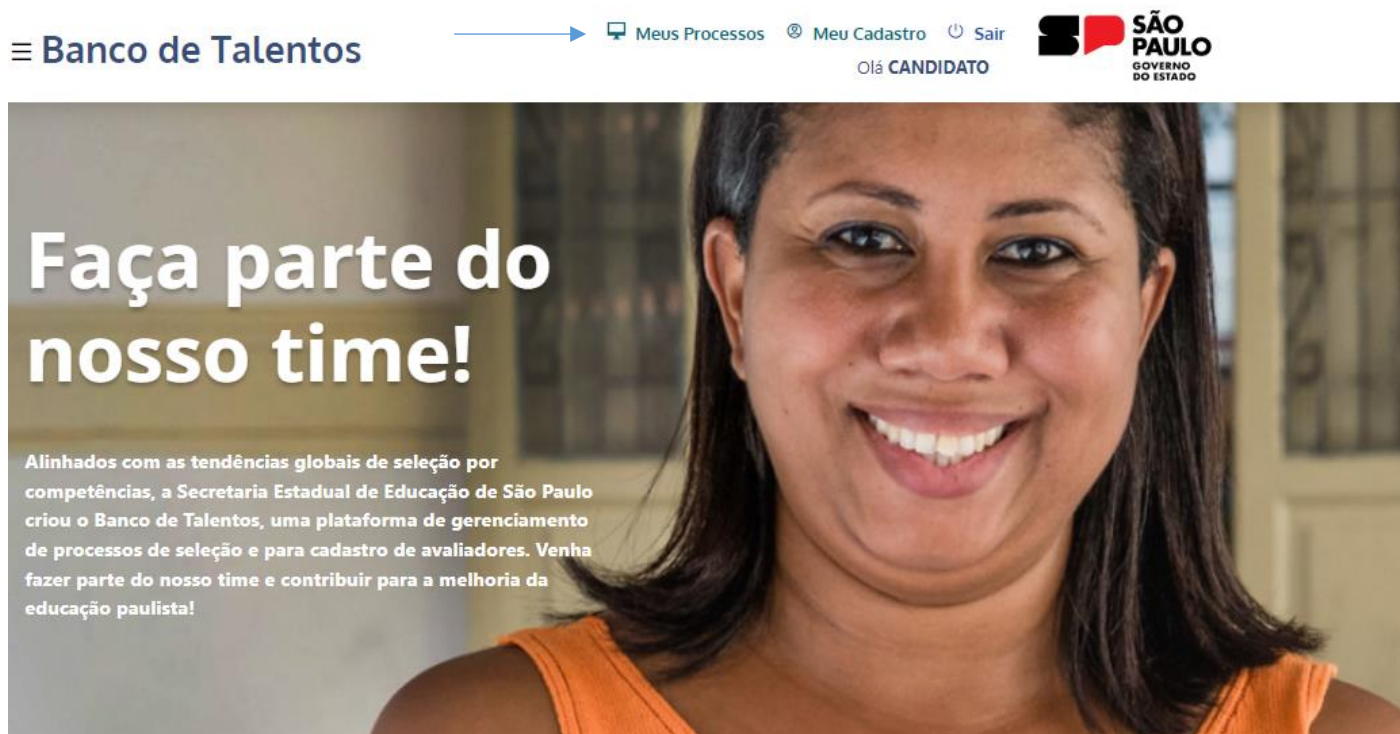 Banco de Talentos
Meus Processos Meu Cadastro Sair
Olá CANDIDATO
SÃO
PAULO
GOVERNO
DO ESTADO
Faça parte do
nosso time!
Alinhados com as tendências globais de seleção por
competências, a Secretaria Estadual de Educação de São Paulo
criou o Banco de Talentos, uma plataforma de gerenciamento
de processos de seleção e para cadastro de avaliadores. Venha
fazer parte do nosso time e contribuir para a melhoria da
educação paulista!